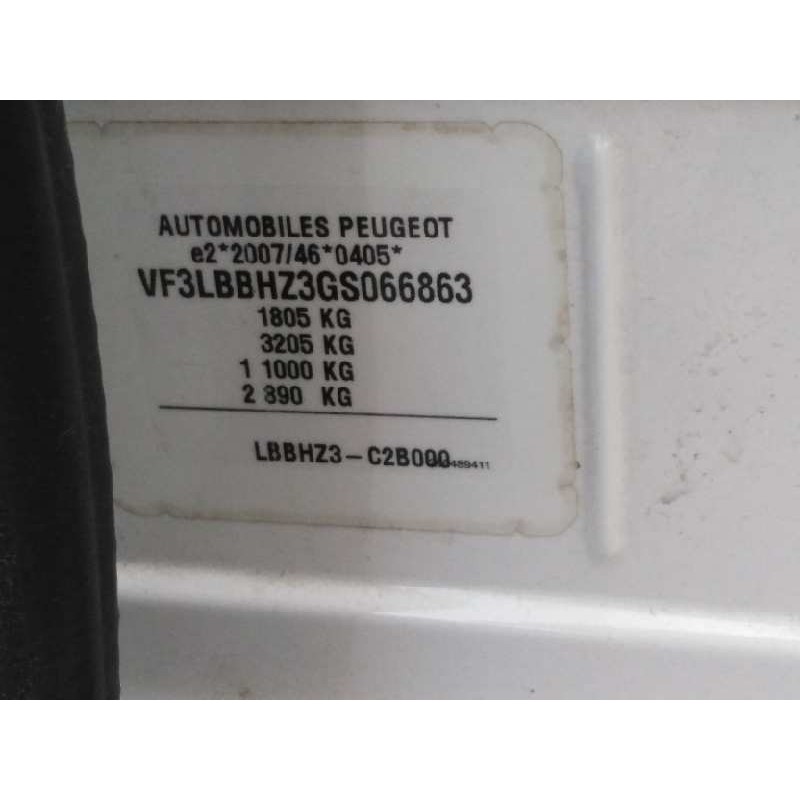 AUTOMOBILES PEUGEOT
e2*2007/46*0405*
VF3LBBHZ3GS066863
1805 KG
3205 KG
1 1000 KG
2 890 KG
LBBHZ3-C2B000